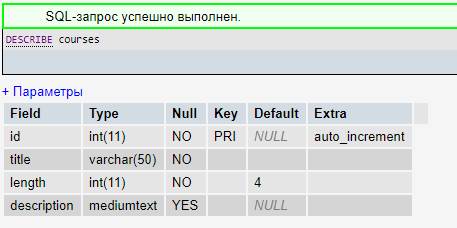 SQL-запрос успешно выполнен.
DESCRIBE courses
+ Параметры
Field Type Null Key Default Extra
id int(11) NO PRI NULL auto_increment
title varchar(50) NO
length int(11) NO 4
description mediumtext YES NULL